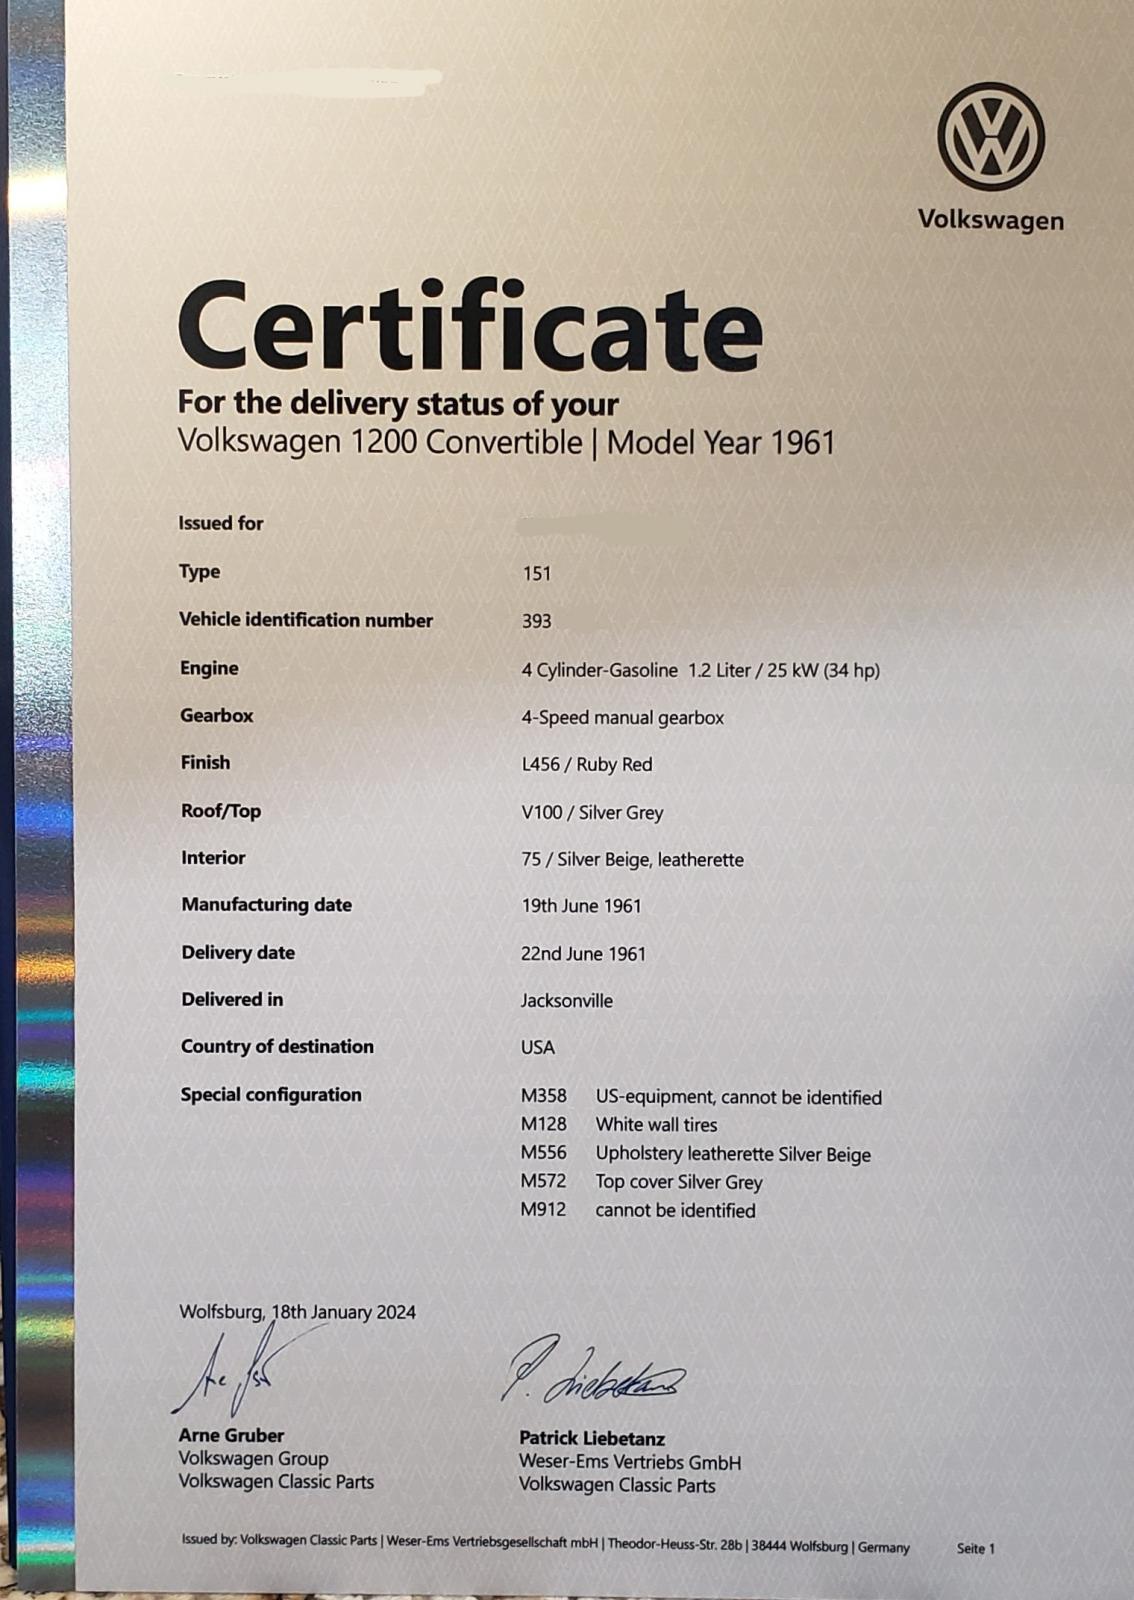 Volkswagen
Certificate
For the delivery status of your
Volkswagen 1200 Convertible | Model Year 1961
Issued for
Type 151
Vehicle identification number 393
Engine 4 Cylinder-Gasoline 1.2 Liter / 25 kW (34 hp)
Gearbox 4-Speed manual gearbox
Finish L456 / Ruby Red
Roof/Top V100 / Silver Grey
Interior 75 / Silver Beige, leatherette
Manufacturing date 19th June 1961
Delivery date 22nd June 1961
Delivered in Jacksonville
Country of destination USA
Special configuration M358 US-equipment, cannot be identified
M128 White wall tires
M556 Upholstery leatherette Silver Beige
M572 Top cover Silver Grey
M912 cannot be identified
Wolfsburg, 18th January 2024
P. Liebetanz
Arne Gruber Patrick Liebetanz
Volkswagen Group Weser-Ems Vertriebs GmbH
Volkswagen Classic Parts Volkswagen Classic Parts
Issued by: Volkswagen Classic Parts | Weser-Ems Vertriebsgesellschaft mbH | Theodor-Heuss-Str. 28b | 38444 Wolfsburg | Germany Seite 1